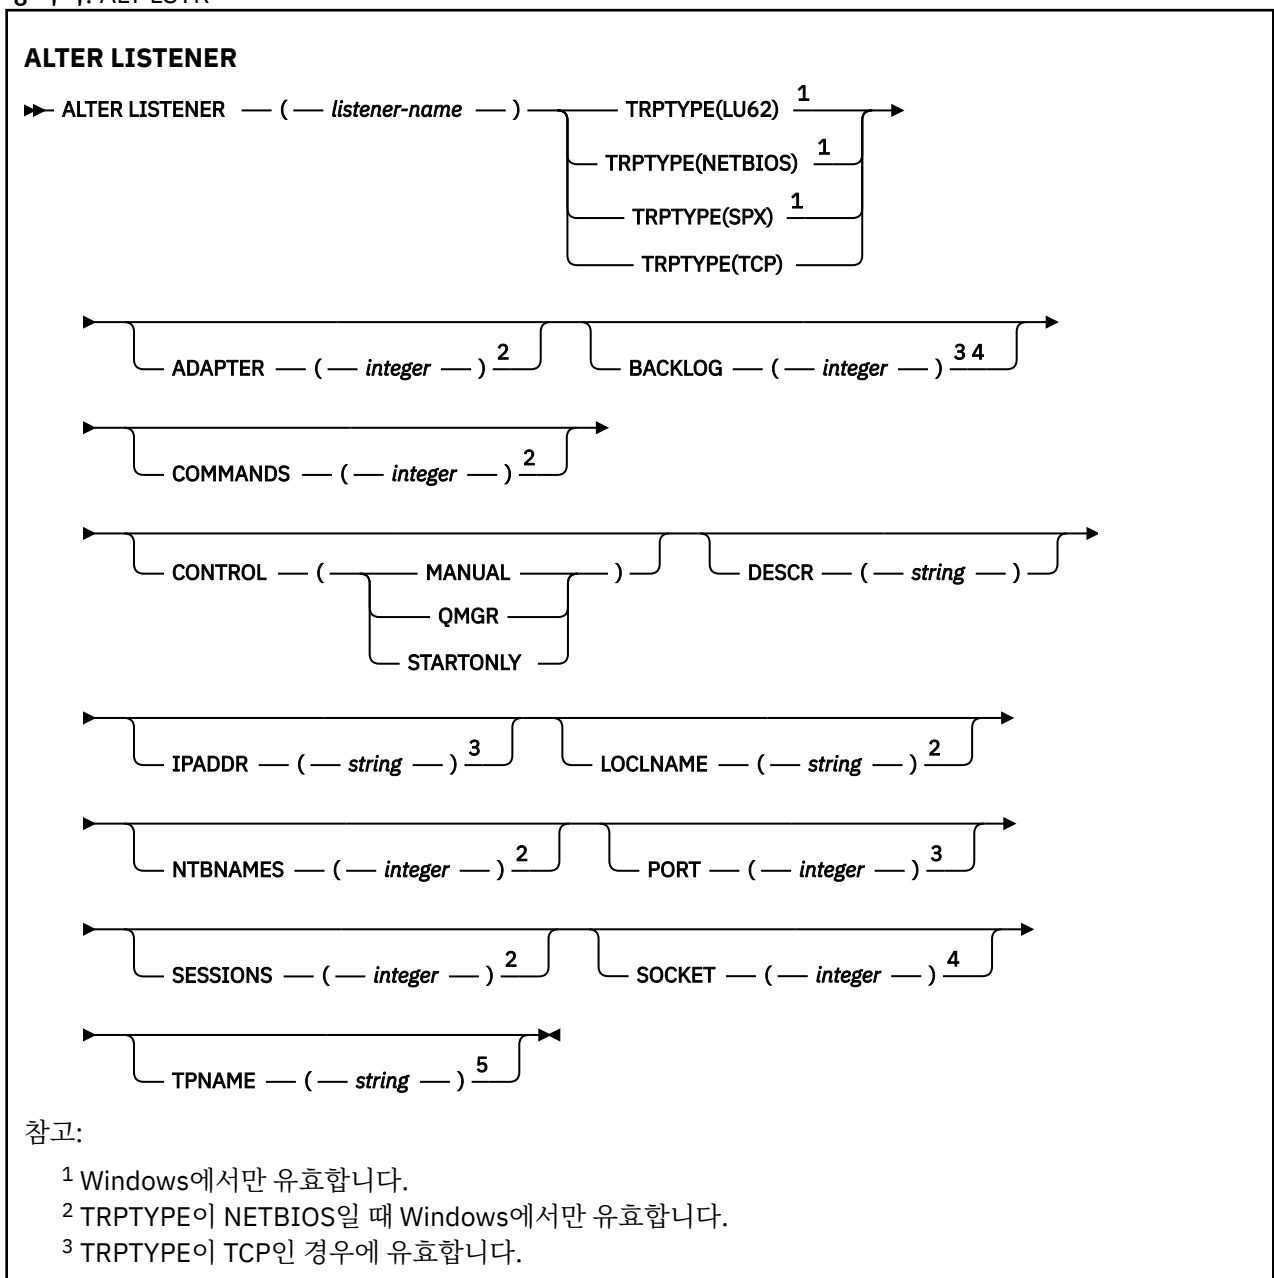 ALT LSTR
ALTER LISTENER
ALTER LISTENER ( listener-name ) TRPTYPE(LU62) 1
TRPTYPE(NETBIOS) 1
TRPTYPE(SPX) 1
TRPTYPE(TCP)
ADAPTER ( integer ) 2 BACKLOG ( integer ) 3 4
COMMANDS ( integer ) 2
CONTROL ( MANUAL ) DESCR ( string )
QMGR
STARTONLY
IPADDR ( string ) 3 LOCLNAME ( string ) 2
NTBNAMES ( integer ) 2 PORT ( integer ) 3
SESSIONS ( integer ) 2 SOCKET ( integer ) 4
TPNAME ( string ) 5
참고:
1 Windows에서만 유효합니다.
2 TRPTYPE이 NETBIOS일 때 Windows에서만 유효합니다.
3 TRPTYPE이 TCP인 경우에 유효합니다.